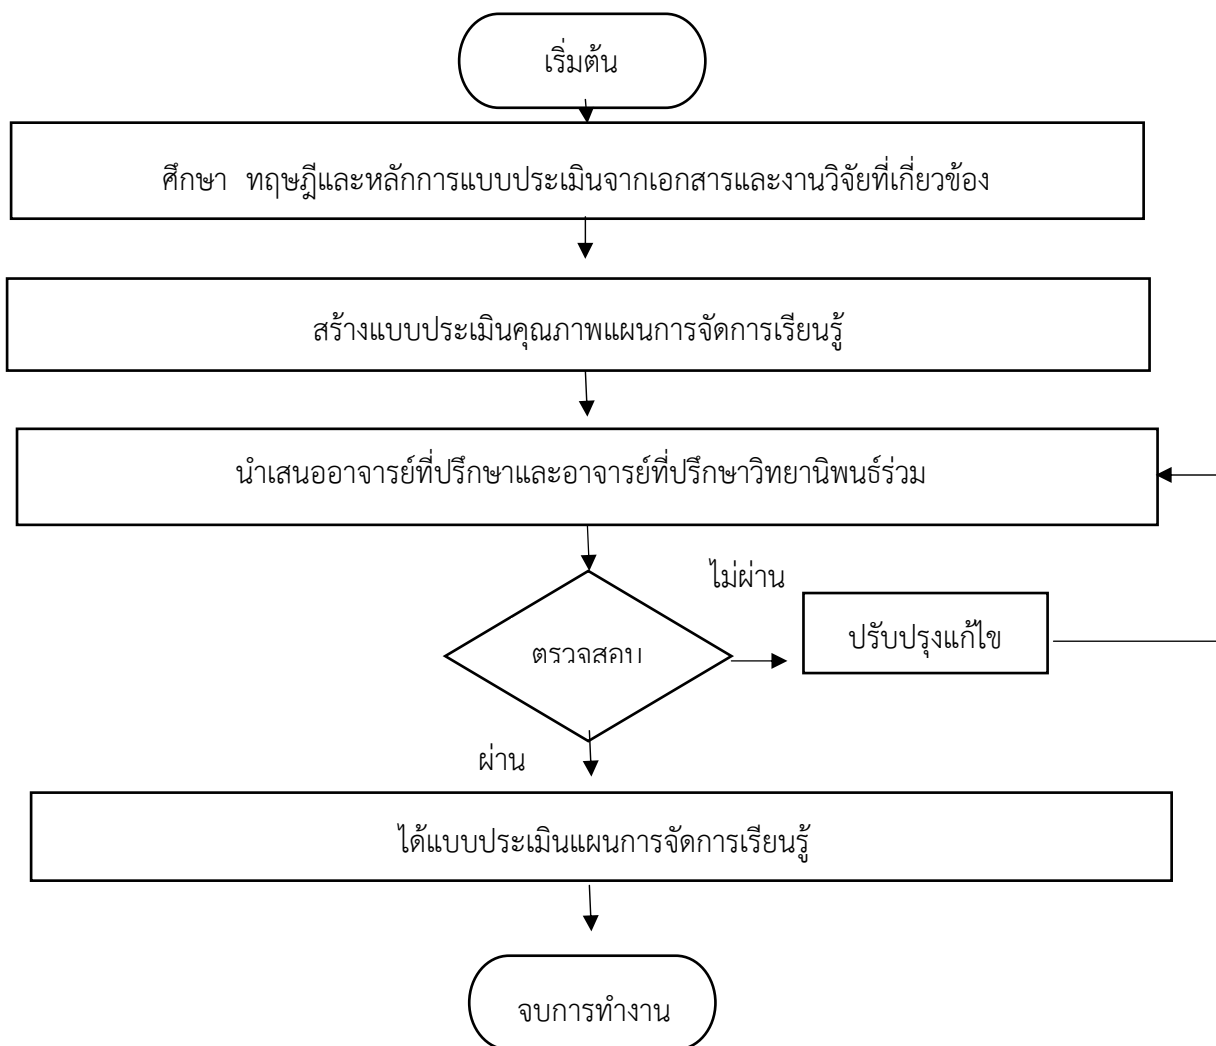 เริ่มต้น
ศึกษา ทฤษฎีและหลักการแบบประเมินจากเอกสารและงานวิจัยที่เกี่ยวข้อง
สร้างแบบประเมินคุณภาพแผนการจัดการเรียนรู้
นำเสนออาจารย์ที่ปรึกษาและอาจารย์ที่ปรึกษาวิทยานิพนธ์ร่วม
ไม่ผ่าน
ปรับปรุงแก้ไข
ตรวจสอบ
ผ่าน
ได้แบบประเมินแผนการจัดการเรียนรู้
จบการทำงาน